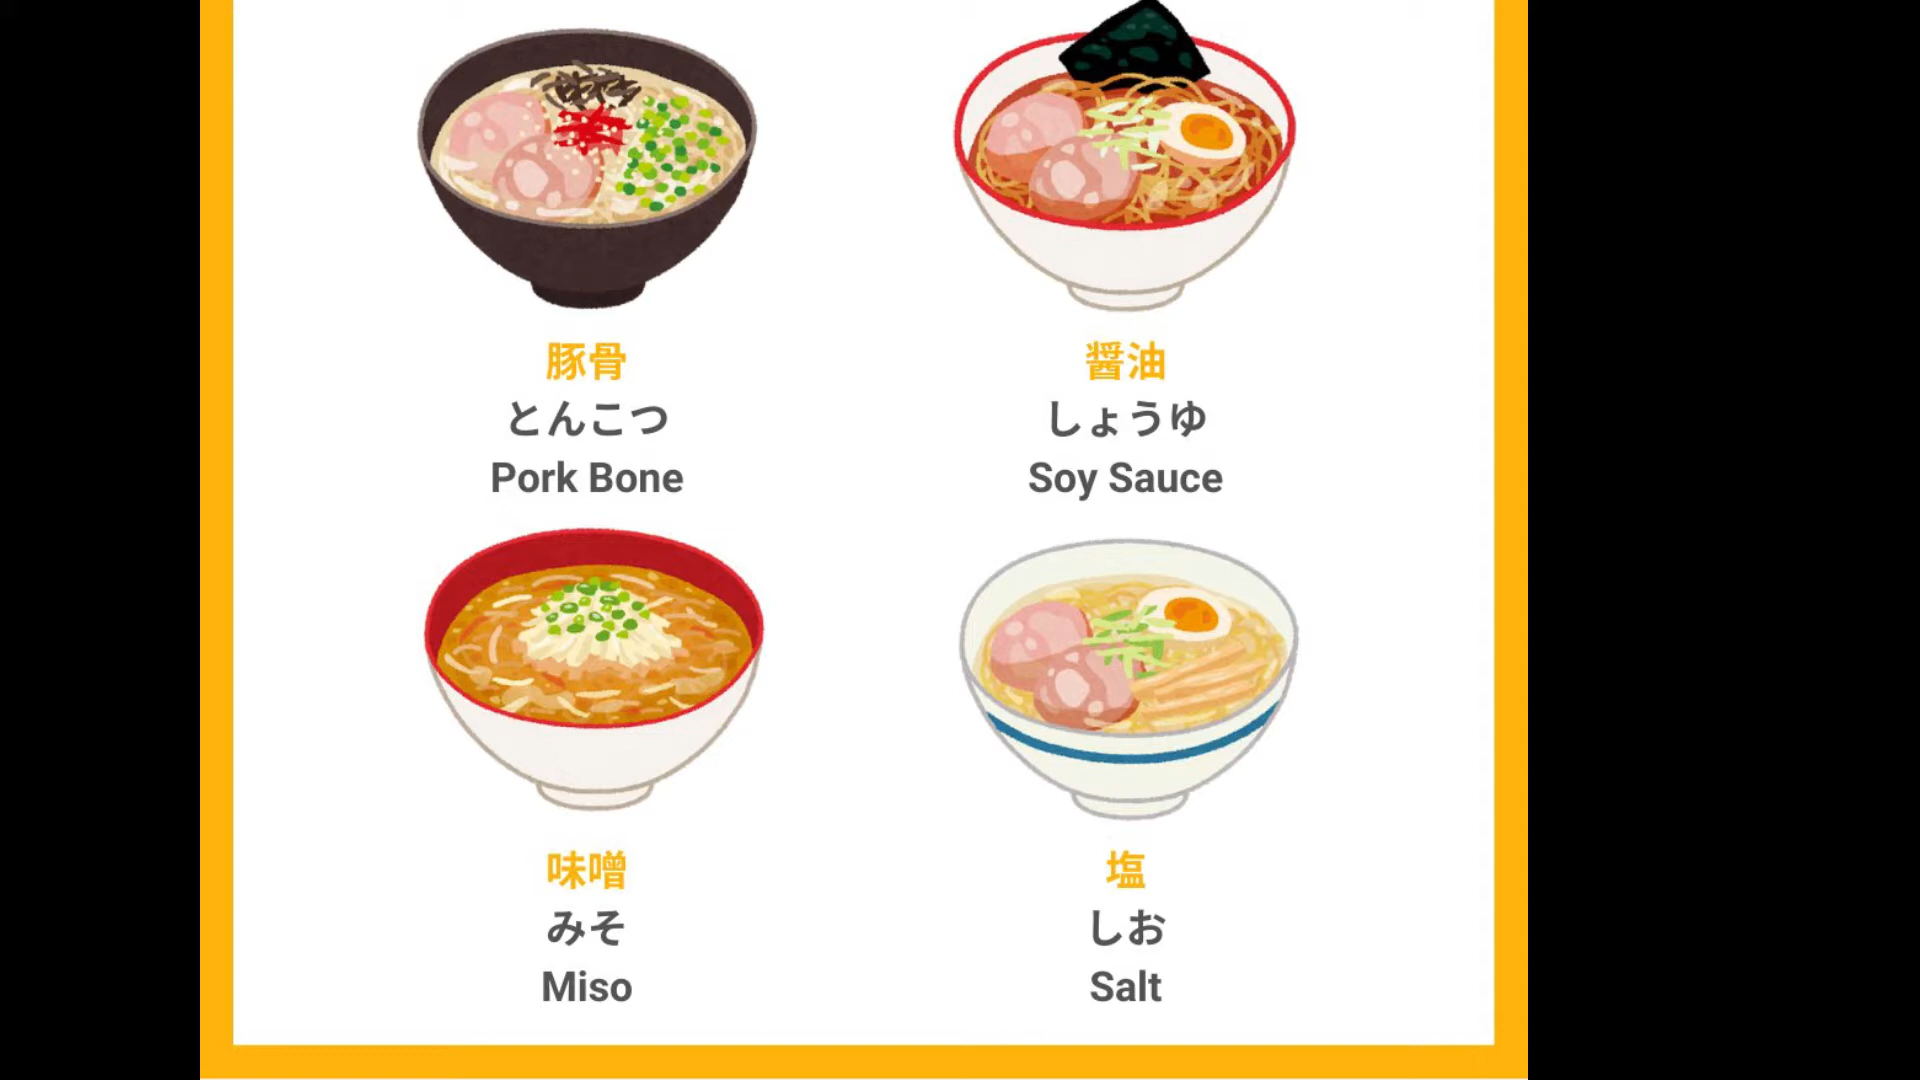 豚骨
とんこつ
Pork Bone
醤油
しょうゆ
Soy Sauce
味噌
みそ
Miso
塩
しお
Salt